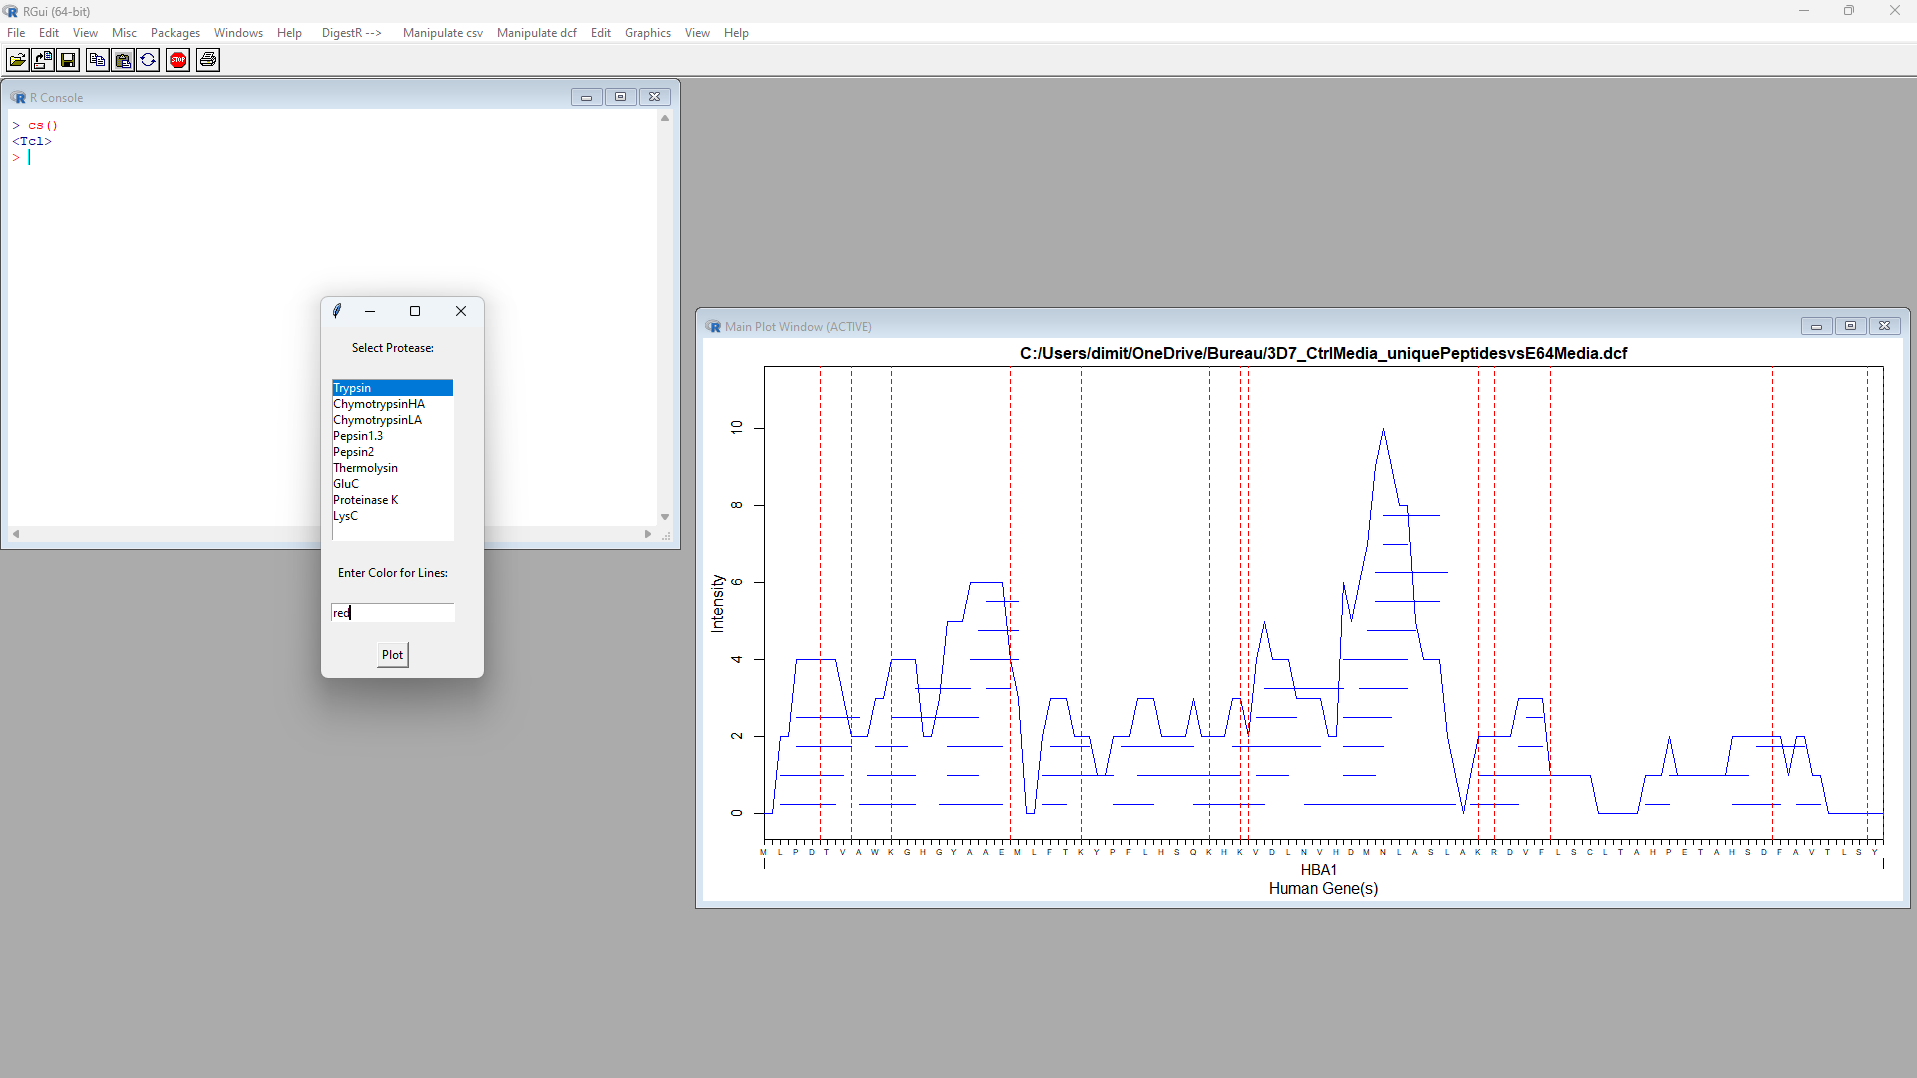 RGui (64-bit)
File Edit View Misc Packages Windows Help DigestR --> Manipulate csv Manipulate dcf Edit Graphics View Help
STOP
R Console
> cs()
<Tcl>
>
Select Protease:
Trypsin
ChymotrypsinHA
ChymotrypsinLA
Pepsin1.3
Pepsin2
Thermolysin
GluC
Proteinase K
LysC
Enter Color for Lines:
red
Plot
Main Plot Window (ACTIVE)
C:/Users/dimit/OneDrive/Bureau/3D7_CtrlMedia_uniquePeptidesvsE64Media.dcf
Intensity
10
8
6
4
2
0
M L P D T V A W K G H G Y A A E M L F T K Y P F L H S Q K H K V D L N V H D M N L A S L A K R D V F L S C L T A H P E T A H S D F A V T L S Y
HBA1
Human Gene(s)